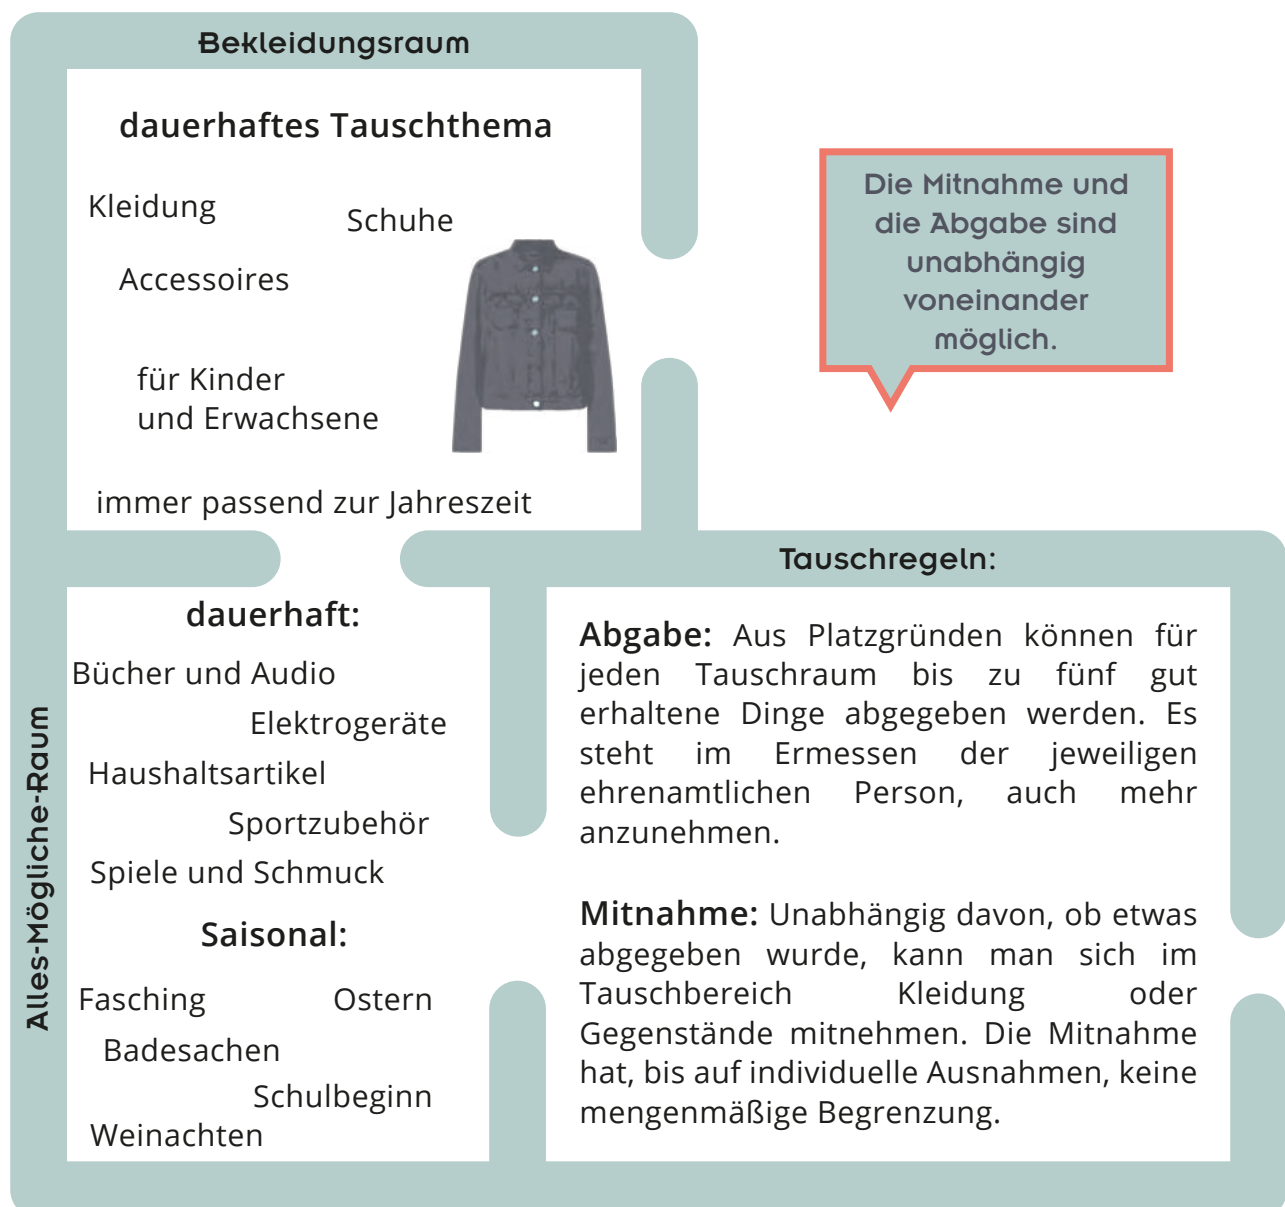 Bekleidungsraum
dauerhaftes Tauschthema
Kleidung
Schuhe
Accessoires
für Kinder
und Erwachsene
immer passend zur Jahreszeit
Die Mitnahme und
die Abgabe sind
unabhängig
voneinander
möglich.
Alles-Mögliche-Raum
dauerhaft:
Bücher und Audio
Elektrogeräte
Haushaltsartikel
Sportzubehör
Spiele und Schmuck
Saisonal:
Fasching
Ostern
Badesachen
Schulbeginn
Weinachten
Tauschregeln:
Abgabe: Aus Platzgründen können für
jeden Tauschraum bis zu fünf gut
erhaltene Dinge abgegeben werden. Es
steht im Ermessen der jeweiligen
ehrenamtlichen Person, auch mehr
anzunehmen.
Mitnahme: Unabhängig davon, ob etwas
abgegeben wurde, kann man sich im
Tauschbereich Kleidung oder
Gegenstände mitnehmen. Die Mitnahme
hat, bis auf individuelle Ausnahmen, keine
mengenmäßige Begrenzung.